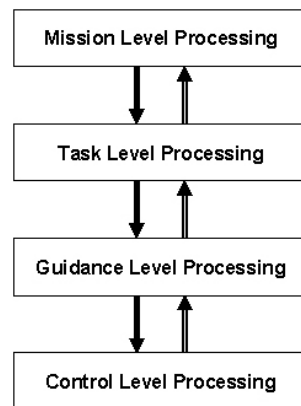 Mission Level Processing
Task Level Processing
Guidance Level Processing
Control Level Processing